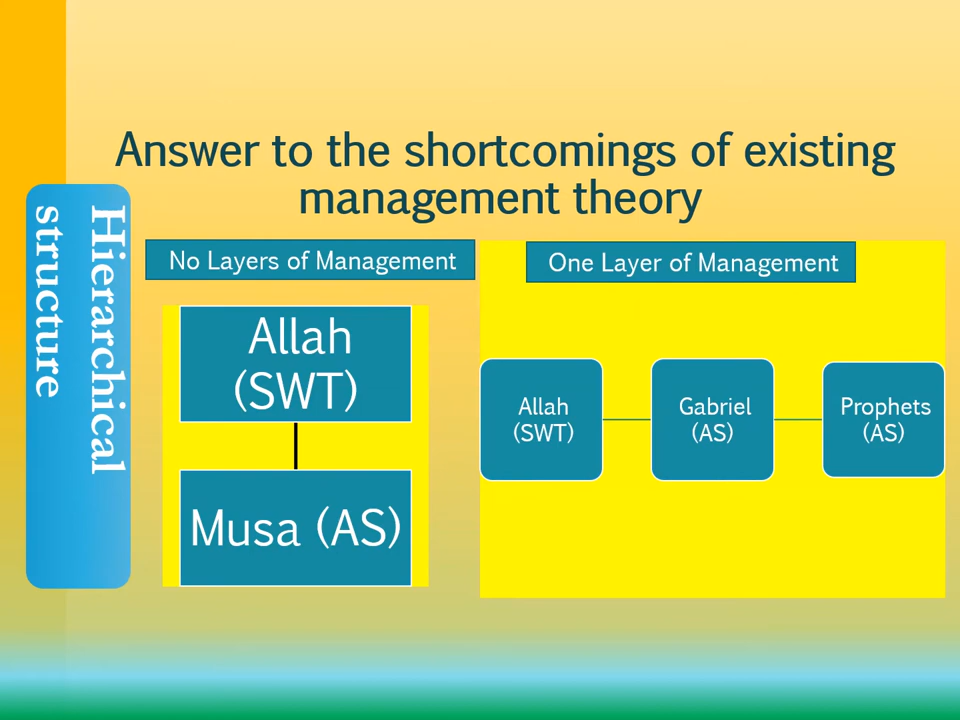 Answer to the shortcomings of existing
management theory
Hierarchical
structure
No Layers of Management
Allah
(SWT)
Musa (AS)
One Layer of Management
Allah
(SWT)
Gabriel
(AS)
Prophets
(AS)